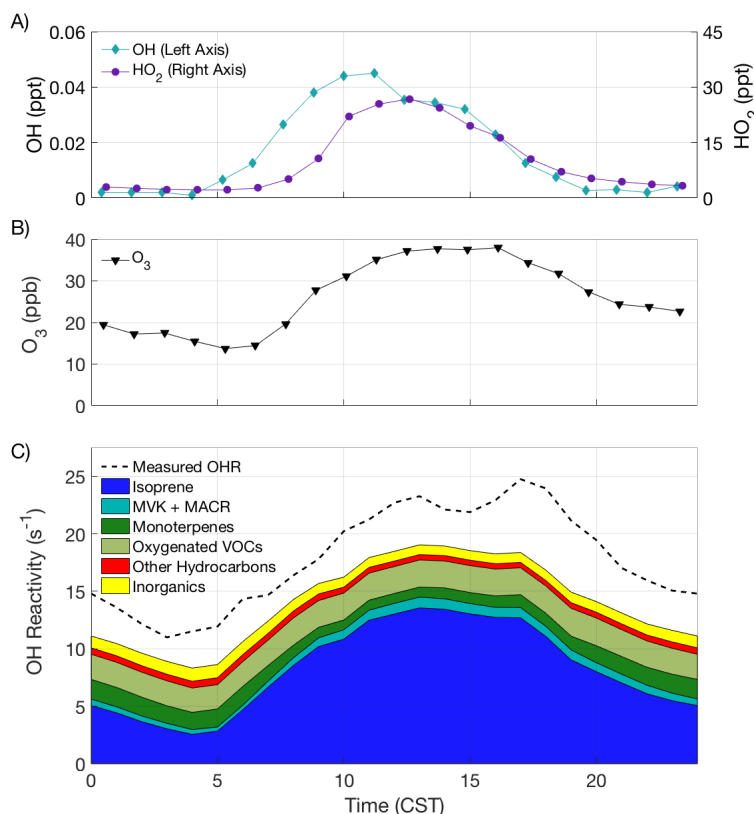 A)
OH (ppt)
0.06
0.04
0.02
0
OH (Left Axis)
HO2 (Right Axis)
45
30
15
0
HO2 (ppt)
B)
O3 (ppb)
40
30
20
10
0
O3
C)
OH Reactivity (s-1)
25
20
15
10
5
0
Measured OHR
Isoprene
MVK + MACR
Monoterpenes
Oxygenated VOCs
Other Hydrocarbons
Inorganics
0 5 10 15 20
Time (CST)